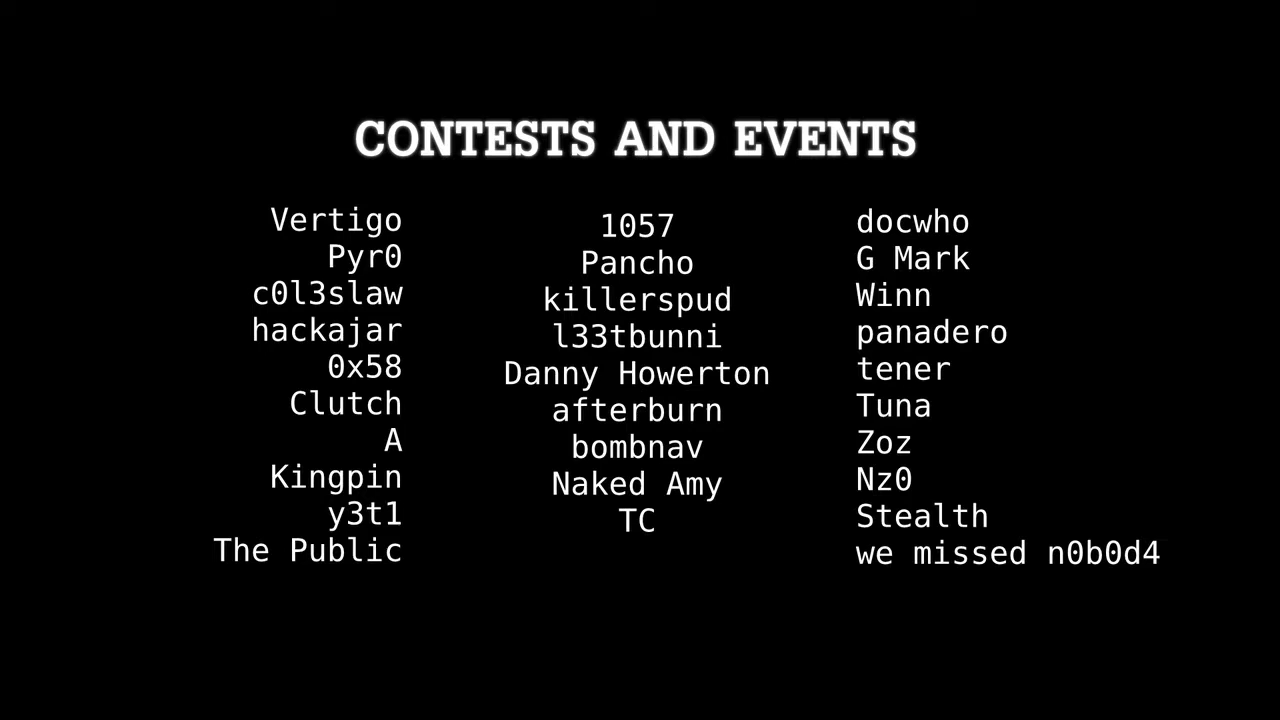 CONTESTS AND EVENTS
Vertigo
Pyr0
c0l3slaw
hackajar
0x58
Clutch
A
Kingpin
y3t1
The Public
1057
Pancho
killerspud
l33tbunni
Danny Howerton
afterburn
bombnav
Naked Amy
TC
docwho
G Mark
Winn
panadero
tener
Tuna
Zoz
Nz0
Stealth
we missed n0b0d4